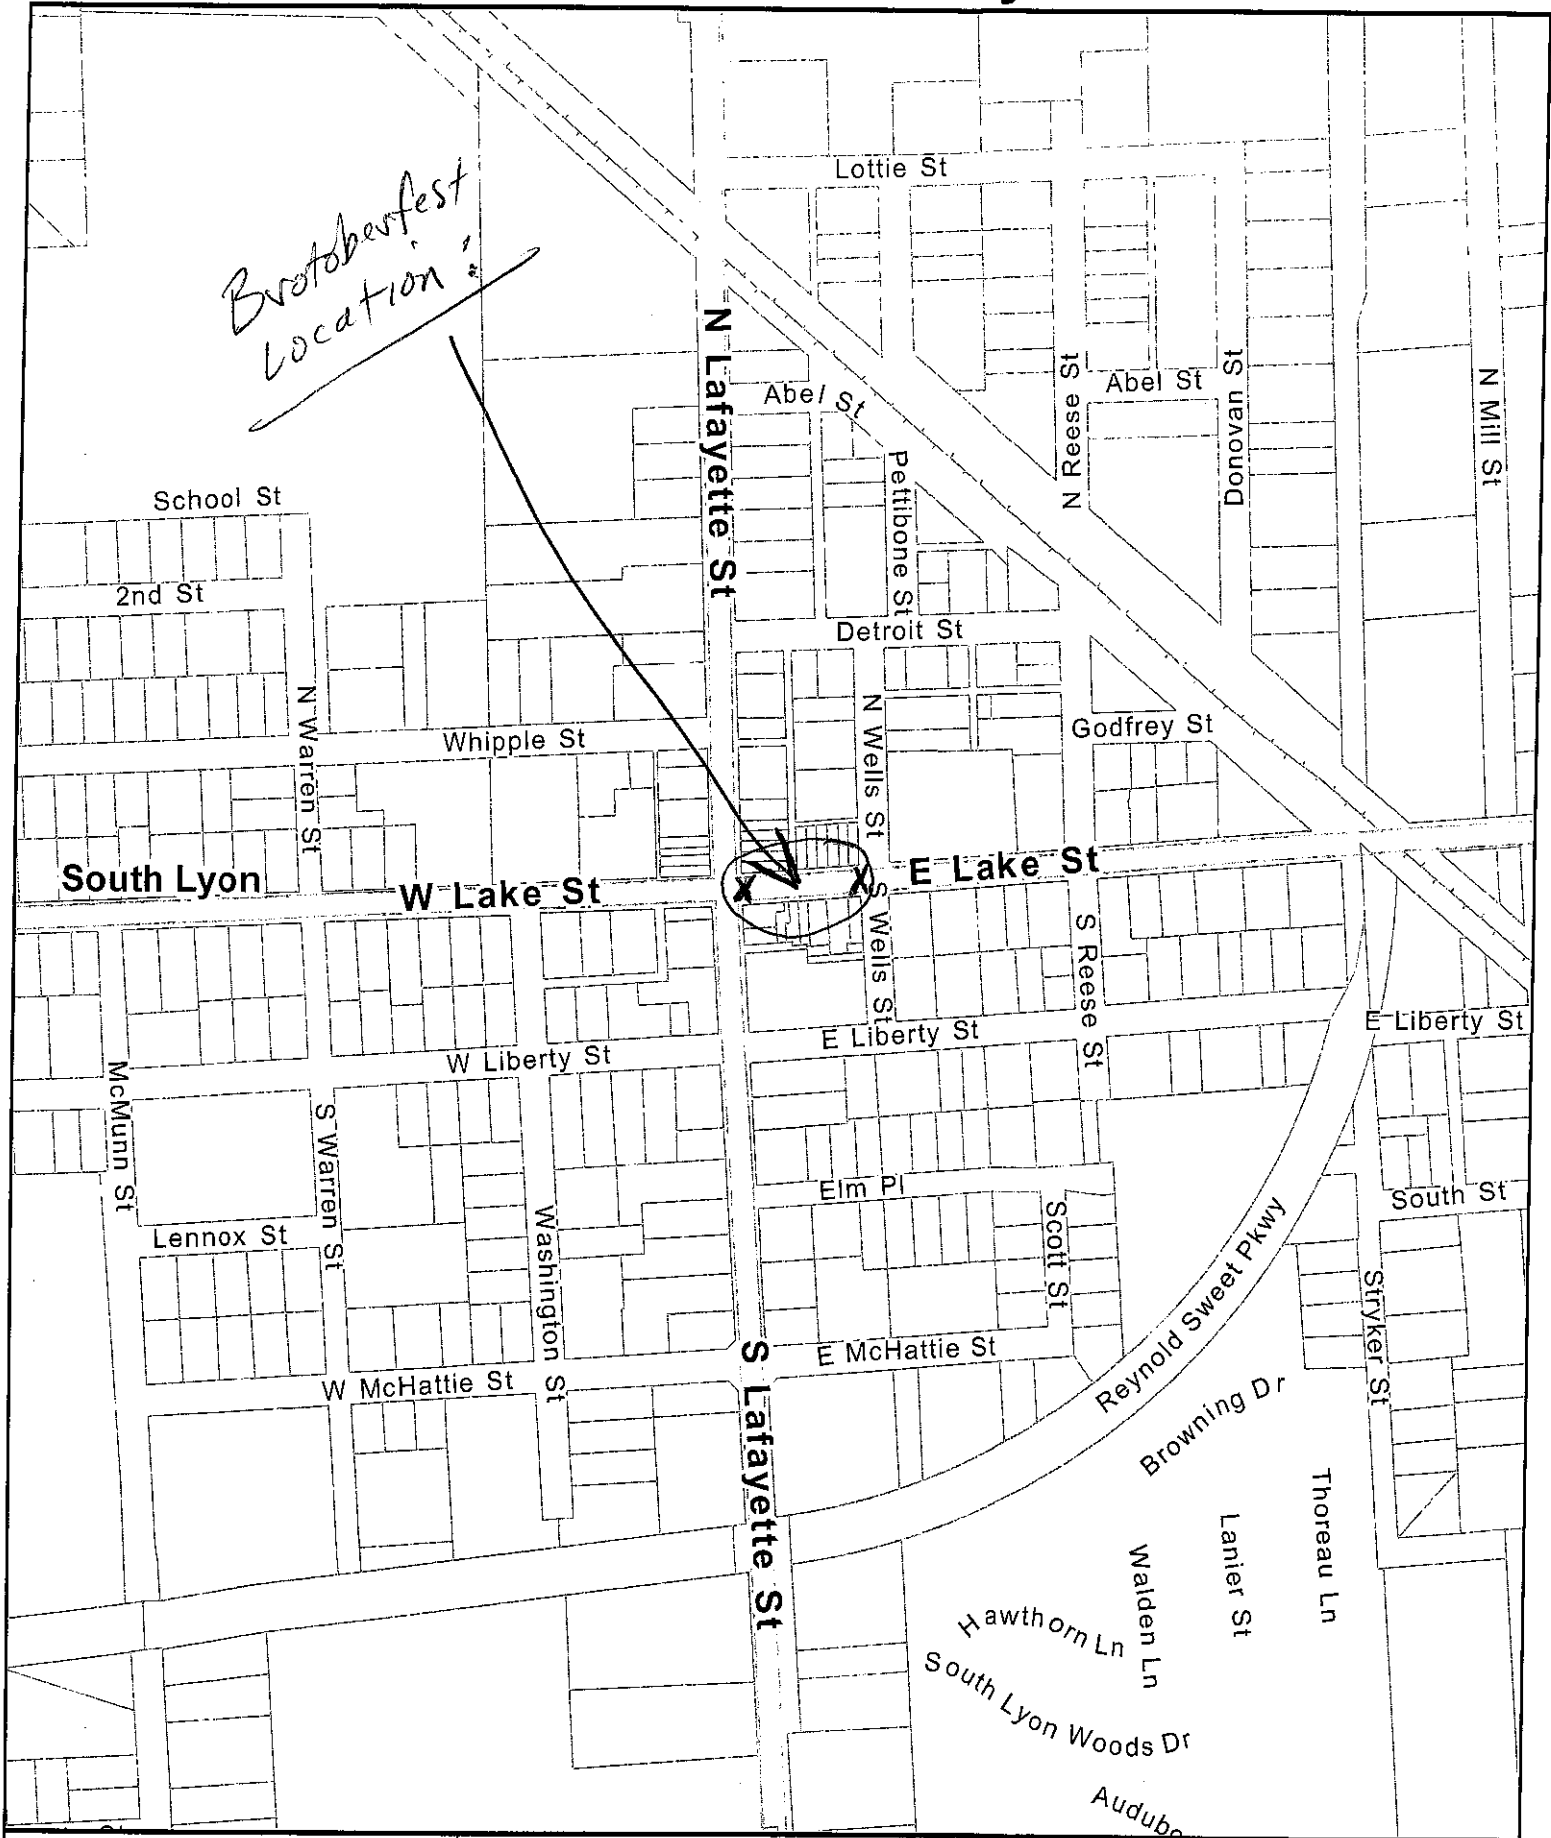 Lottie St
Brotoberfest
Location:
N Lafayette St
Abel St
Abel St
N Reese St
Donovan St
N Mill St
Pettibone St
School St
2nd St
Detroit St
N Warren St
N Wells St
Whipple St
Godfrey St
South Lyon
W Lake St
X
X
E Lake St
S Wells St
S Reese St
E Liberty St
E Liberty St
W Liberty St
McMunn St
S Warren St
Elm Pl
Scott St
South St
Lennox St
Washington St
Reynold Sweet Pkwy
Stryker St
E McHattie St
W McHattie St
S Lafayette St
Browning Dr
Thoreau Ln
Lanier St
Walden Ln
Hawthorn Ln
South Lyon Woods Dr